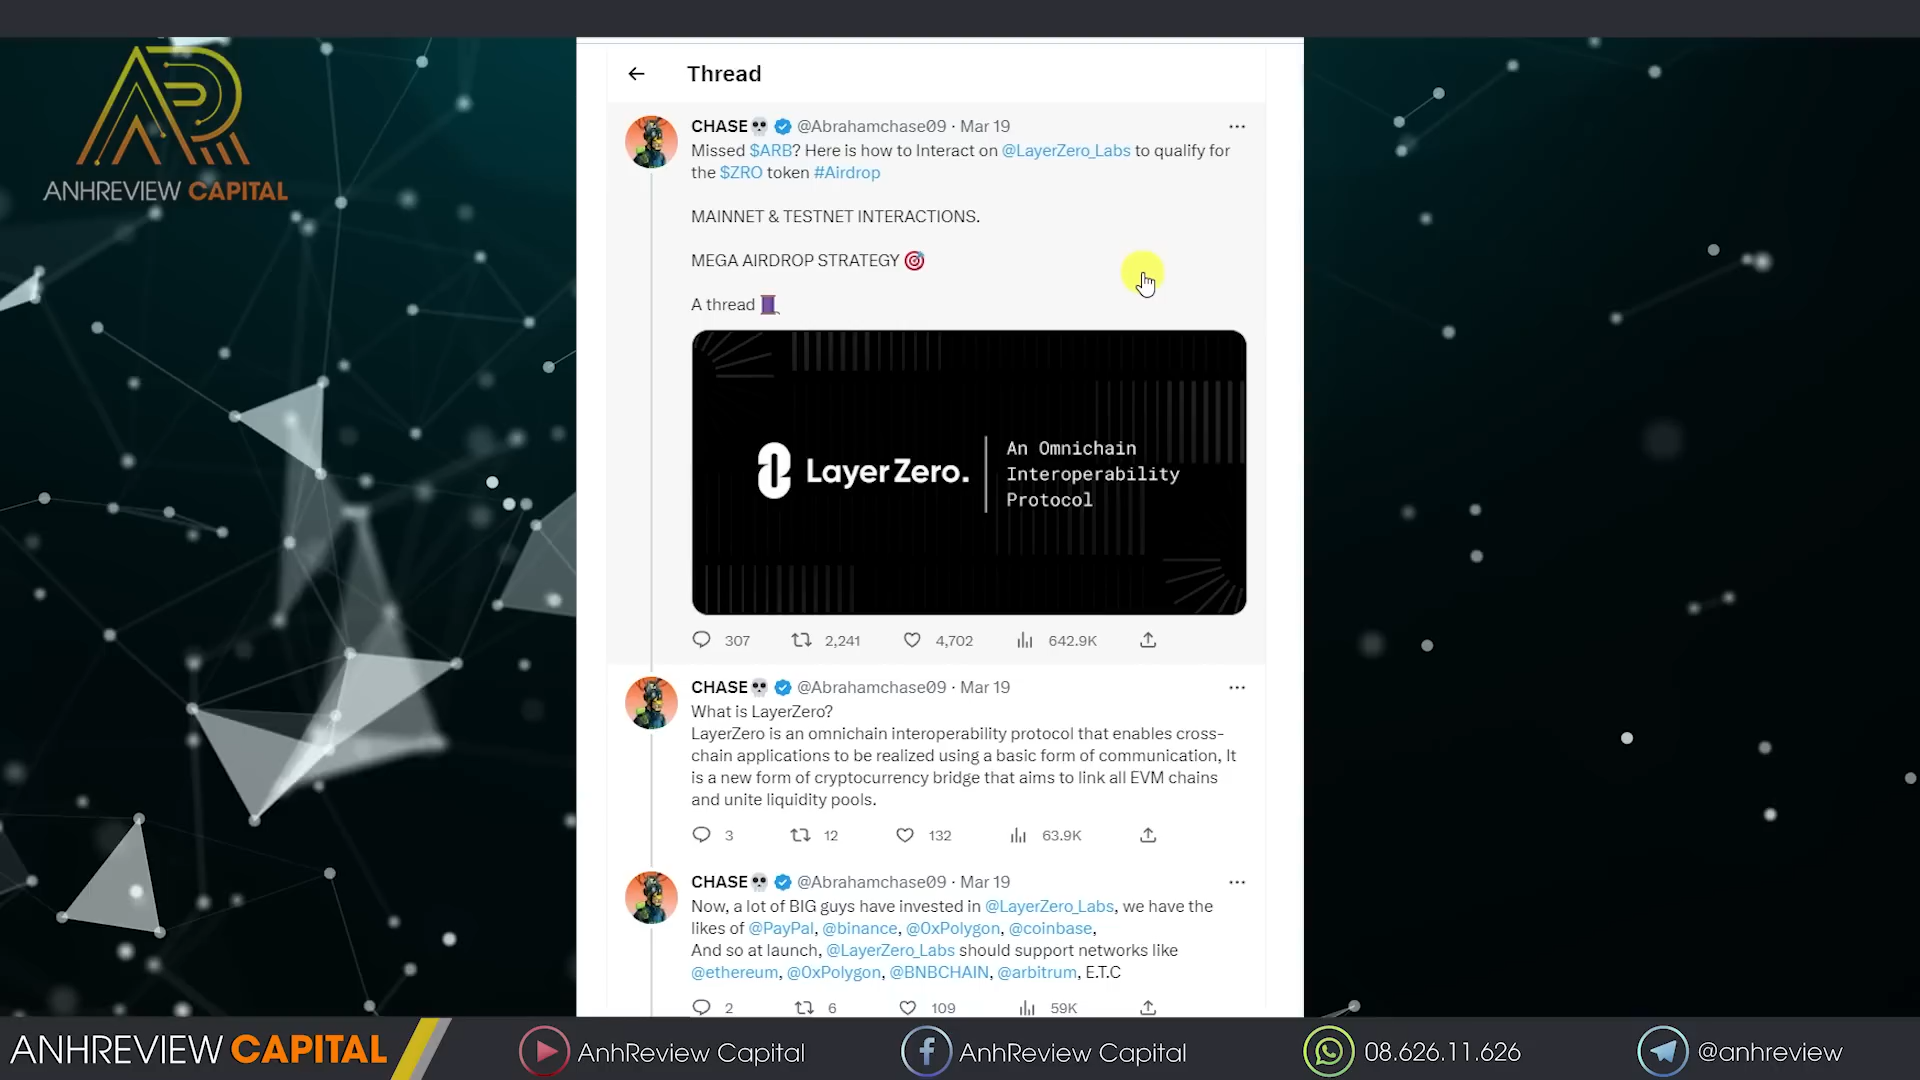 ANHREVIEW CAPITAL
Thread
CHASE💀 @Abrahamchase09 · Mar 19
Missed $ARB? Here is how to Interact on @LayerZero_Labs to qualify for
the $ZRO token #Airdrop
MAINNET & TESTNET INTERACTIONS.
MEGA AIRDROP STRATEGY 🎯
A thread 🧵
LayerZero.
An Omnichain
Interoperability
Protocol
307 2,241 4,702 642.9K
CHASE💀 @Abrahamchase09 · Mar 19
What is LayerZero?
LayerZero is an omnichain interoperability protocol that enables cross-
chain applications to be realized using a basic form of communication, It
is a new form of cryptocurrency bridge that aims to link all EVM chains
and unite liquidity pools.
3 12 132 63.9K
CHASE💀 @Abrahamchase09 · Mar 19
Now, a lot of BIG guys have invested in @LayerZero_Labs, we have the
likes of @PayPal, @binance, @0xPolygon, @coinbase,
And so at launch, @LayerZero_Labs should support networks like
@ethereum, @0xPolygon, @BNBCHAIN, @arbitrum, E.T.C
2 6 109 59K
ANHREVIEW CAPITAL
AnhReview Capital
AnhReview Capital
08.626.11.626
@anhreview